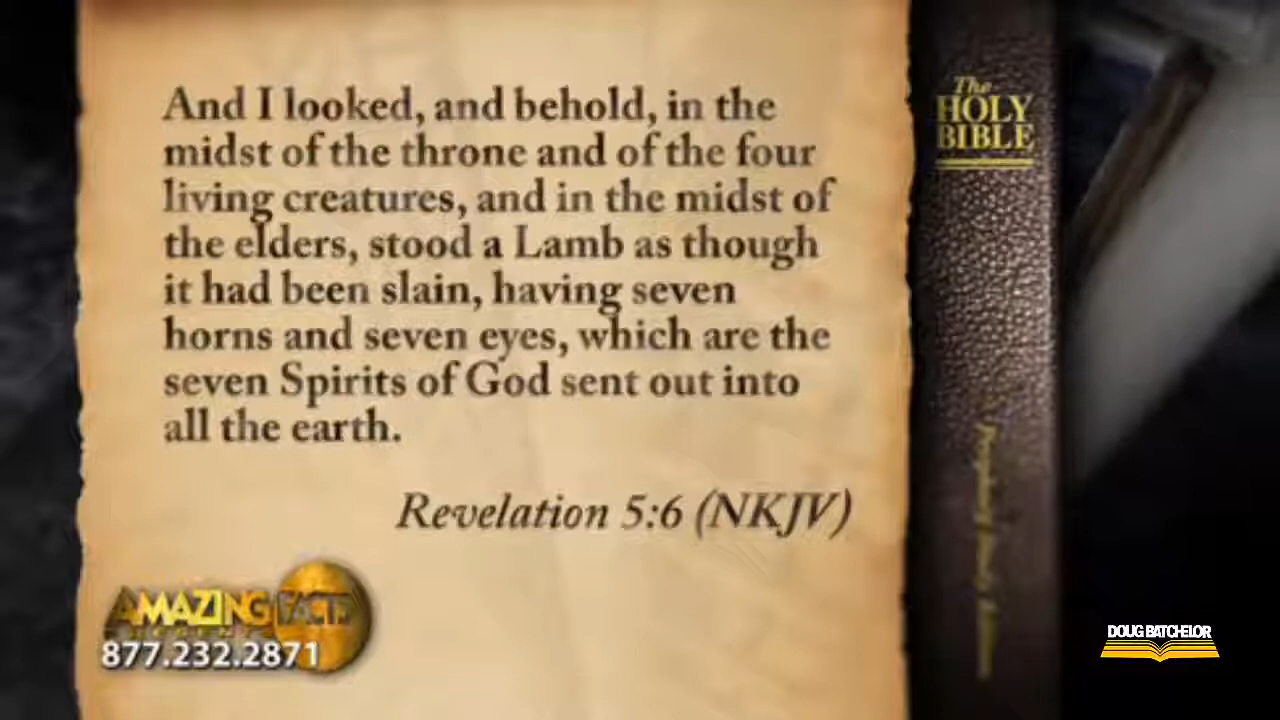 And I looked, and behold, in the
midst of the throne and of the four
living creatures, and in the midst of
the elders, stood a Lamb as though
it had been slain, having seven
horns and seven eyes, which are the
seven Spirits of God sent out into
all the earth.
Revelation 5:6 (NKJV)
The
HOLY
BIBLE
AMAZING FACTS
877.232.2871
DOUG BATCHELOR